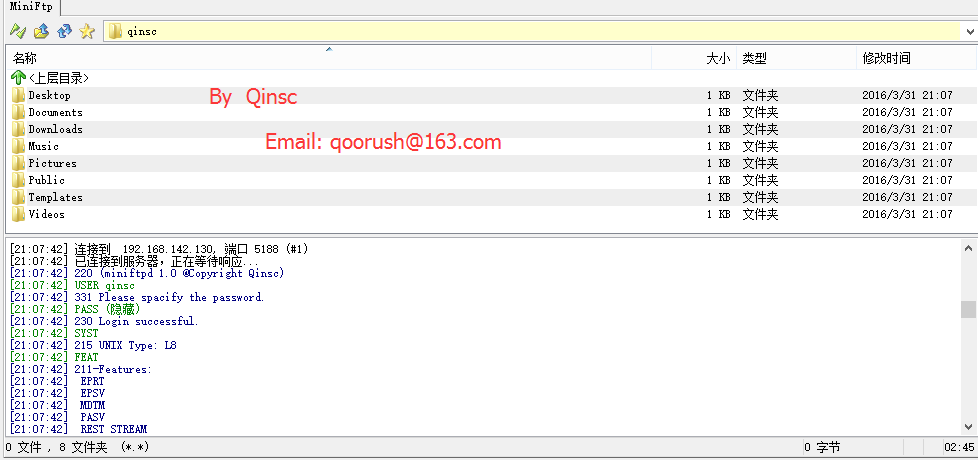 MiniFtp
qinsc
名称 大小 类型 修改时间
<上层目录>
Desktop 1 KB 文件夹 2016/3/31 21:07
By Qinsc
Documents 1 KB 文件夹 2016/3/31 21:07
Downloads 1 KB 文件夹 2016/3/31 21:07
Email: qoorush@163.com
Music 1 KB 文件夹 2016/3/31 21:07
Pictures 1 KB 文件夹 2016/3/31 21:07
Public 1 KB 文件夹 2016/3/31 21:07
Templates 1 KB 文件夹 2016/3/31 21:07
Videos 1 KB 文件夹 2016/3/31 21:07
[21:07:42] 连接到 192.168.142.130, 端口 5188 (#1)
[21:07:42] 已连接到服务器，正在等待响应...
[21:07:42] 220 (miniftpd 1.0 @Copyright Qinsc)
[21:07:42] USER qinsc
[21:07:42] 331 Please spacify the password.
[21:07:42] PASS (隐藏)
[21:07:42] 230 Login successful.
[21:07:42] SYST
[21:07:42] 215 UNIX Type: L8
[21:07:42] FEAT
[21:07:42] 211-Features:
[21:07:42] EPRT
[21:07:42] EPSV
[21:07:42] MDTM
[21:07:42] PASV
[21:07:42] REST STREAM
0 文件 , 8 文件夹 (*.*) 0 字节 02:45